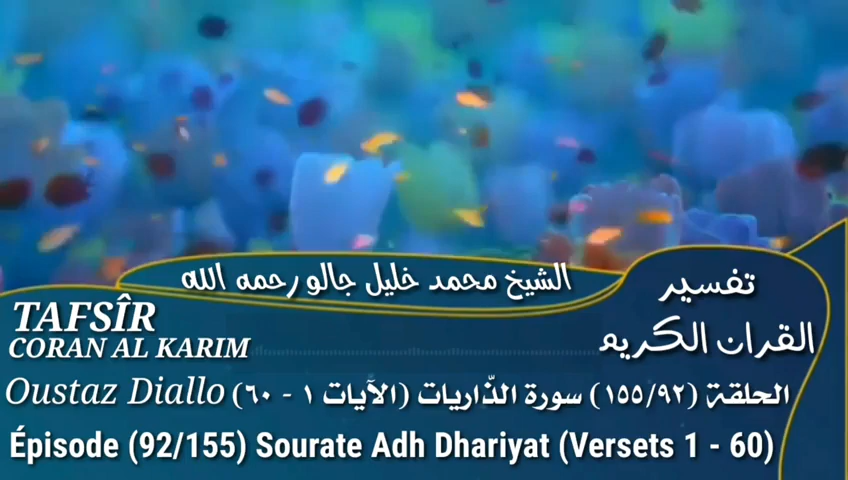 الشيخ محمد خليل جالو رحمه الله
تفسير
القران الكريم
TAFSÎR
CORAN AL KARIM
Oustaz Diallo الحلقة (١٥٥/٩٢) سورة الذّاريات (الآيات ١ - ٦٠)
Épisode (92/155) Sourate Adh Dhariyat (Versets 1 - 60)